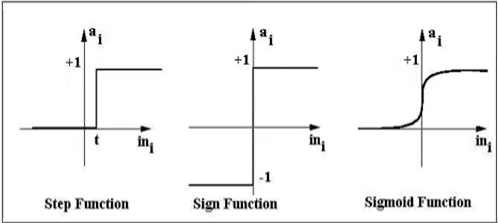 a i
+1
t
in i
Step Function
a i
+1
in i
-1
Sign Function
a i
+1
in i
Sigmoid Function